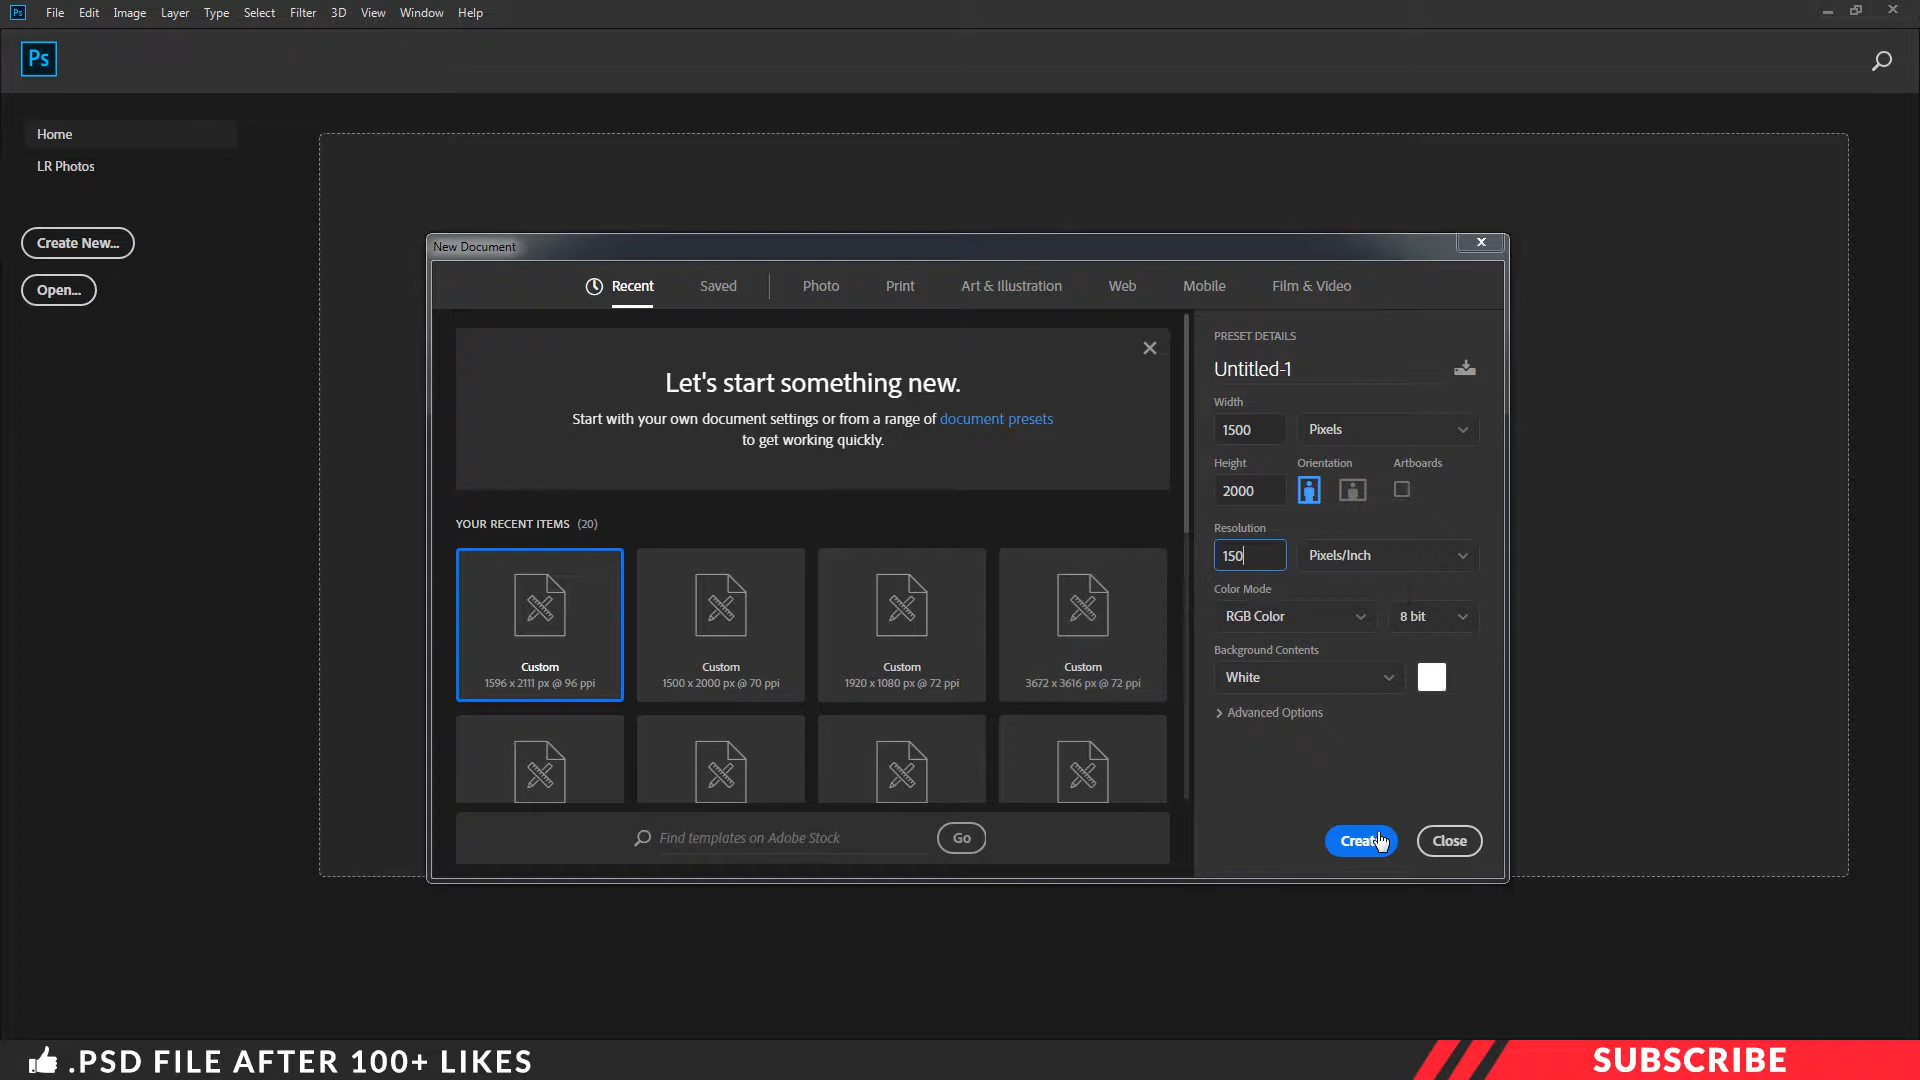 Ps File Edit Image Layer Type Select Filter 3D View Window Help
Ps
Home
LR Photos
Create New...
Open...
New Document
Recent Saved Photo Print Art & Illustration Web Mobile Film & Video
Let's start something new.
Start with your own document settings or from a range of document presets
to get working quickly.
YOUR RECENT ITEMS (20)
Custom
1596 x 2111 px @ 96 ppi
Custom
1500 x 2000 px @ 70 ppi
Custom
1920 x 1080 px @ 72 ppi
Custom
3672 x 3616 px @ 72 ppi
Find templates on Adobe Stock
Go
PRESET DETAILS
Untitled-1
Width
1500 Pixels
Height Orientation Artboards
2000
Resolution
150 Pixels/Inch
Color Mode
RGB Color 8 bit
Background Contents
White
Advanced Options
Create Close
.PSD FILE AFTER 100+ LIKES
SUBSCRIBE